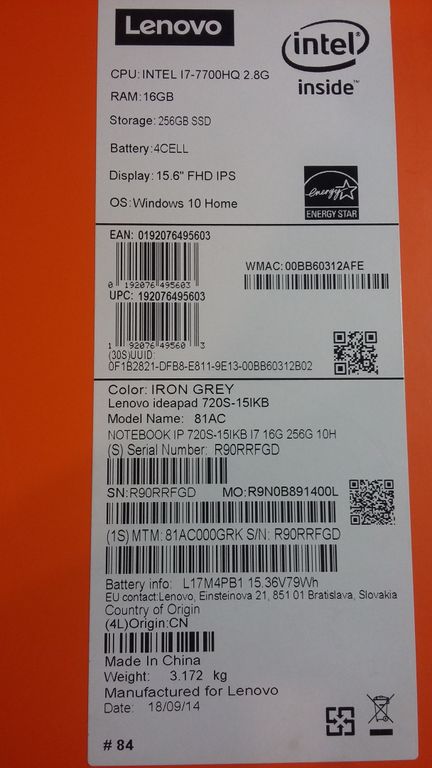 Lenovo
intel
inside™
CPU: INTEL I7-7700HQ 2.8G
RAM: 16GB
Storage: 256GB SSD
Battery: 4CELL
Display: 15.6" FHD IPS
OS: Windows 10 Home
energy
ENERGY STAR
EAN: 0192076495603
0 192076 495603
WMAC: 00BB60312AFE
UPC: 192076495603
1 92076 49560 3
(30S)UUID:
0F1B2821-DFB8-E811-9E13-00BB60312B02
Color: IRON GREY
Lenovo ideapad 720S-15IKB
Model Name: 81AC
NOTEBOOK IP 720S-15IKB I7 16G 256G 10H
(S) Serial Number: R90RRFGD
SN: R90RRFGD MO: R9N0B891400L
(1S) MTM: 81AC000GRK S/N: R90RRFGD
Battery info: L17M4PB1 15.36V79Wh
EU contact:Lenovo, Einsteinova 21, 851 01 Bratislava, Slovakia
Country of Origin
(4L)Origin:CN
Made In China
Weight: 3.172 kg
Manufactured for Lenovo
Date: 18/09/14
# 84